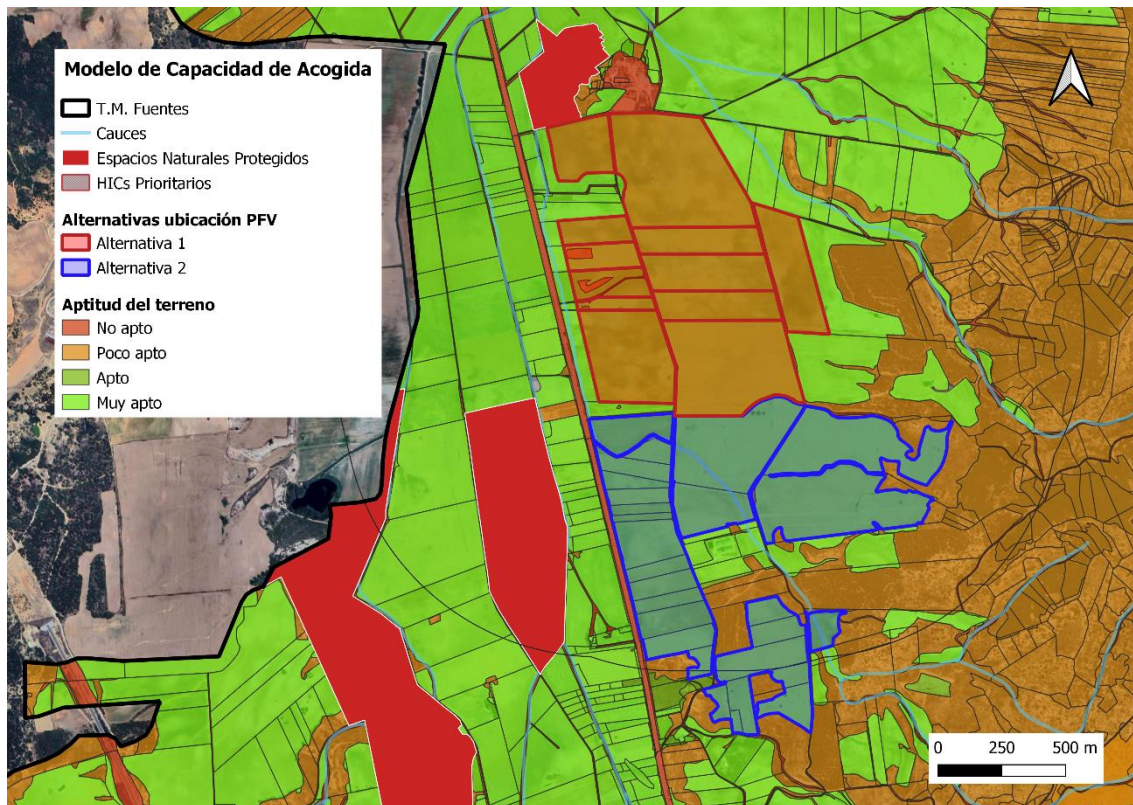 Modelo de Capacidad de Acogida
T.M. Fuentes
Cauces
Espacios Naturales Protegidos
HICs Prioritarios
Alternativas ubicación PFV
Alternativa 1
Alternativa 2
Aptitud del terreno
No apto
Poco apto
Apto
Muy apto
0 250 500 m